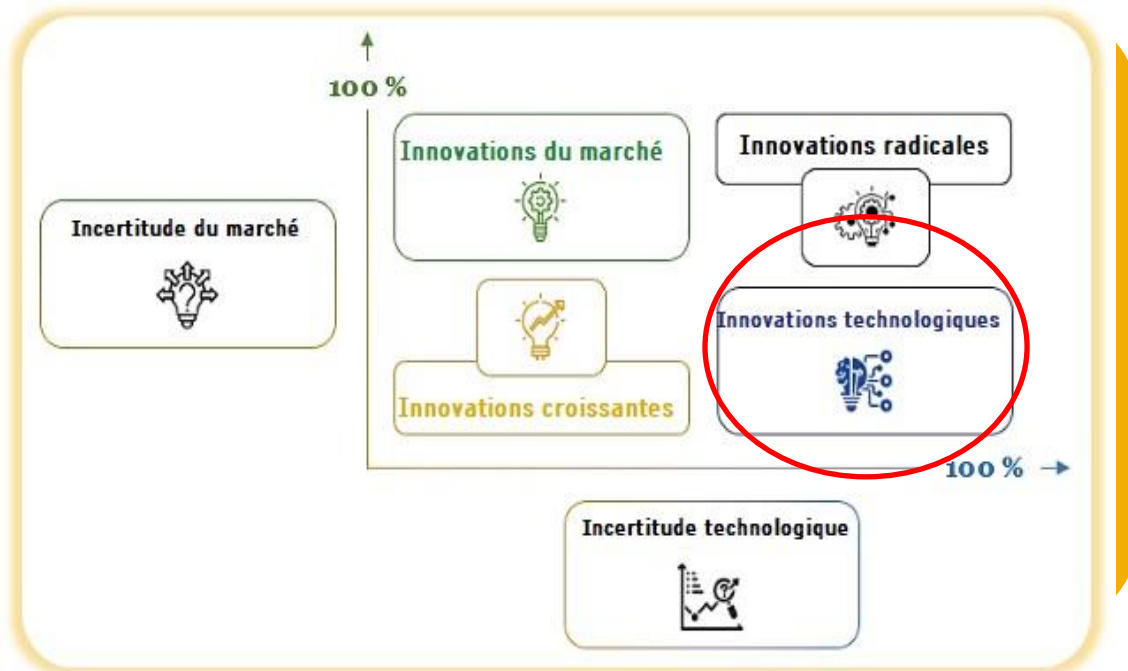 100 %
Innovations du marché
Innovations radicales
Incertitude du marché
Innovations technologiques
Innovations croissantes
100 %
Incertitude technologique